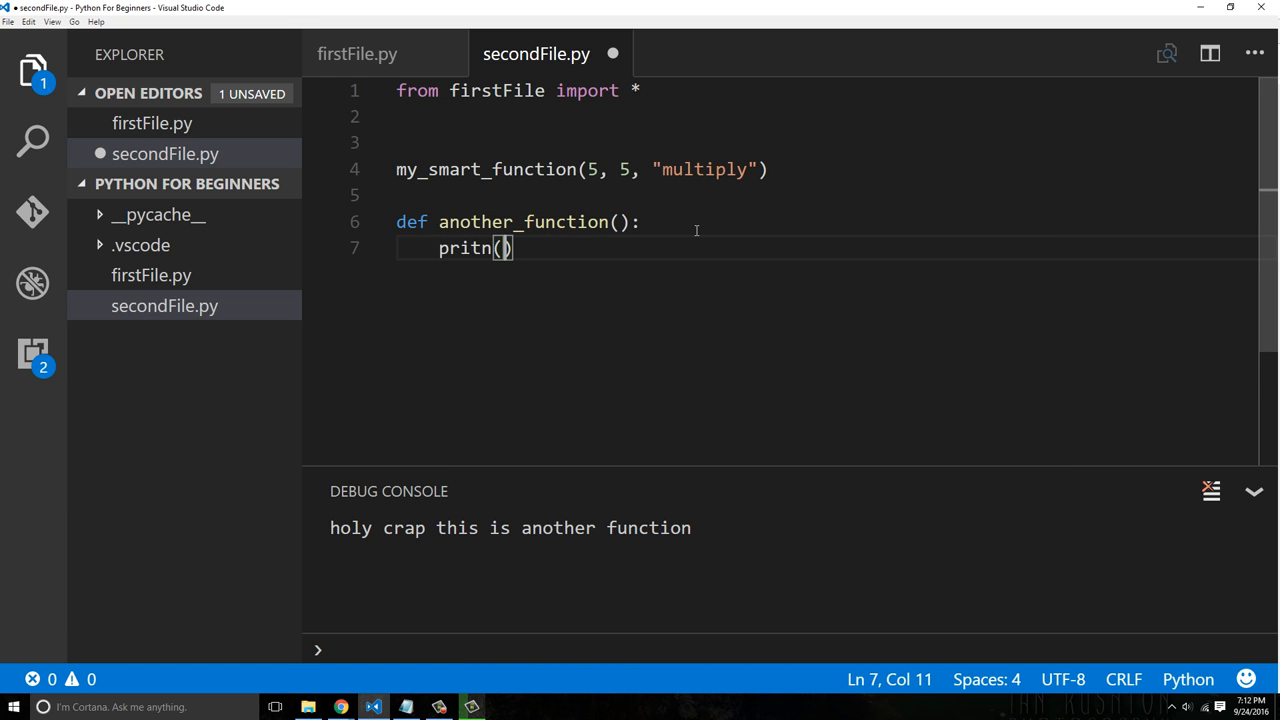 ● secondFile.py - Python For Beginners - Visual Studio Code
File Edit View Go Help
EXPLORER
OPEN EDITORS 1 UNSAVED
firstFile.py
secondFile.py
PYTHON FOR BEGINNERS
__pycache__
.vscode
firstFile.py
secondFile.py
1
2
firstFile.py secondFile.py
1 from firstFile import *
2
3
4 my_smart_function(5, 5, "multiply")
5
6 def another_function():
7 pritn()
DEBUG CONSOLE
holy crap this is another function
0 0 Ln 7, Col 11 Spaces: 4 UTF-8 CRLF Python
I'm Cortana. Ask me anything.
7:12 PM
9/24/2016